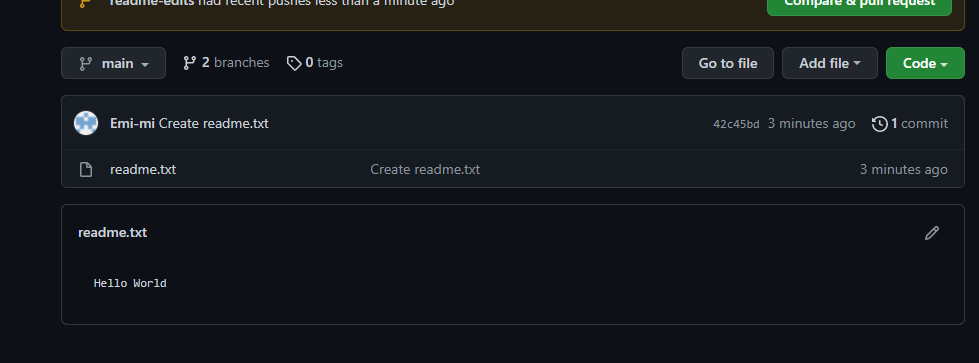 readme-edits had recent pushes less than a minute ago Compare & pull request
main 2 branches 0 tags Go to file Add file Code
Emi-mi Create readme.txt 42c45bd 3 minutes ago 1 commit
readme.txt Create readme.txt 3 minutes ago
readme.txt
Hello World